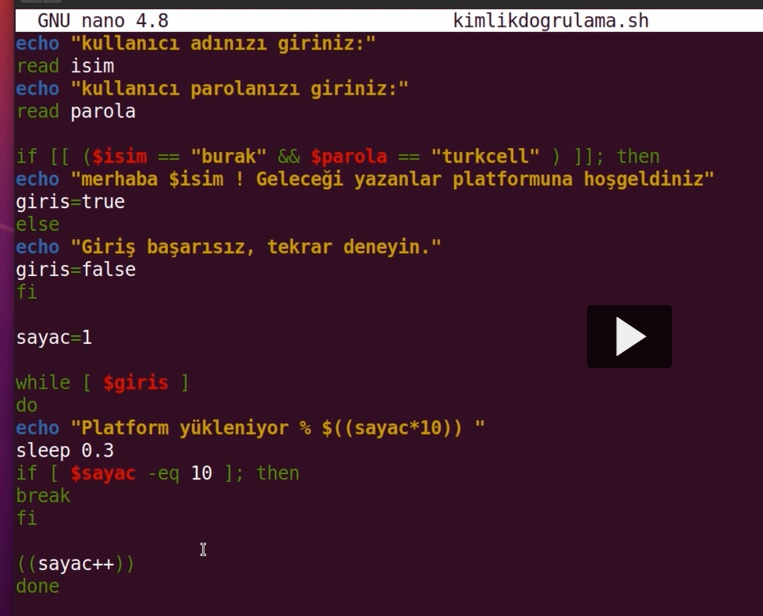 GNU nano 4.8 kimlikdogrulama.sh
echo "kullanıcı adınızı giriniz:"
read isim
echo "kullanıcı parolanızı giriniz:"
read parola
if [[ ($isim == "burak" && $parola == "turkcell" ) ]]; then
echo "merhaba $isim ! Geleceği yazanlar platformuna hoşgeldiniz"
giris=true
else
echo "Giriş başarısız, tekrar deneyin."
giris=false
fi
sayac=1
while [ $giris ]
do
echo "Platform yükleniyor % $((sayac*10)) "
sleep 0.3
if [ $sayac -eq 10 ]; then
break
fi
((sayac++))
done